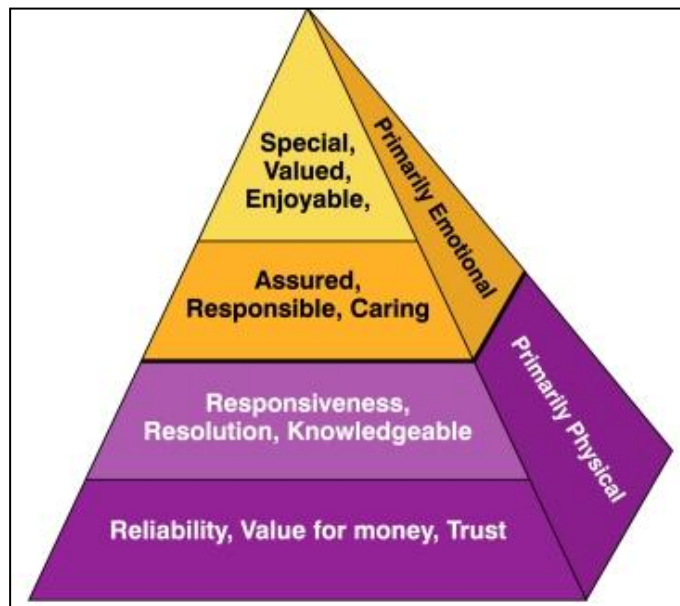 Special,
Valued,
Enjoyable,
Primarily Emotional
Assured,
Responsible, Caring
Responsiveness,
Resolution, Knowledgeable
Primarily Physical
Reliability, Value for money, Trust